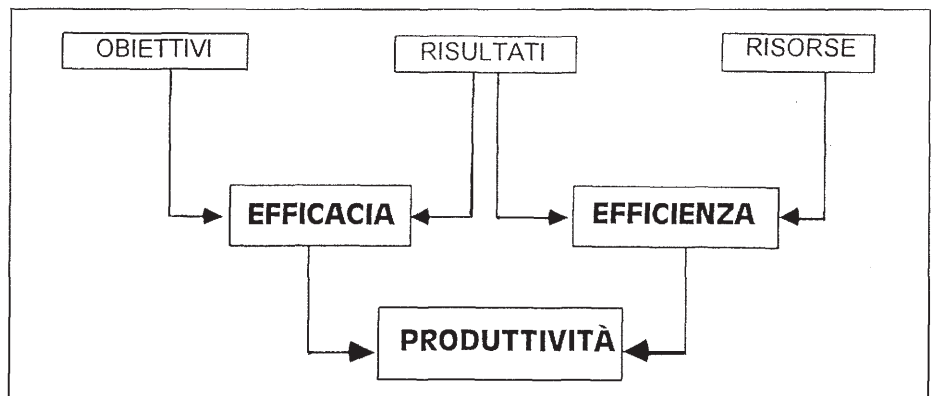 OBIETTIVI
RISULTATI
RISORSE
EFFICACIA
EFFICIENZA
PRODUTTIVITÀ